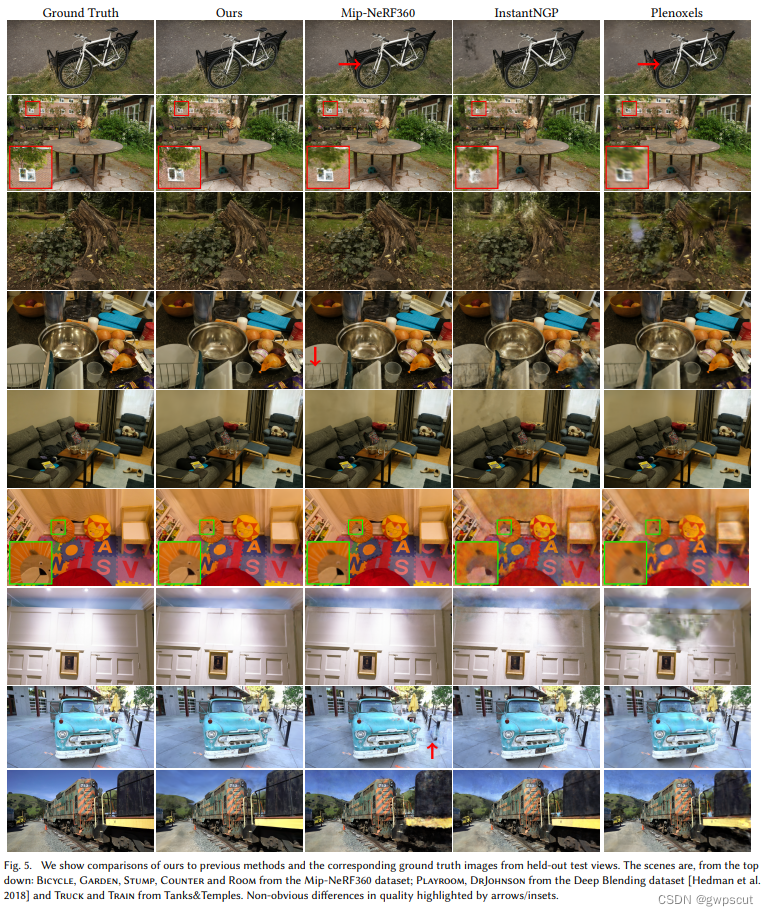 Ground Truth Ours Mip-NeRF360 InstantNGP Plenoxels
Fig. 5. We show comparisons of ours to previous methods and the corresponding ground truth images from held-out test views. The scenes are, from the top
down: Bicycle, Garden, Stump, Counter and Room from the Mip-NeRF360 dataset; Playroom, DrJohnson from the Deep Blending dataset [Hedman et al.
2018] and Truck and Train from Tanks&Temples. Non-obvious differences in quality highlighted by arrows/insets.
CSDN @gwpscut